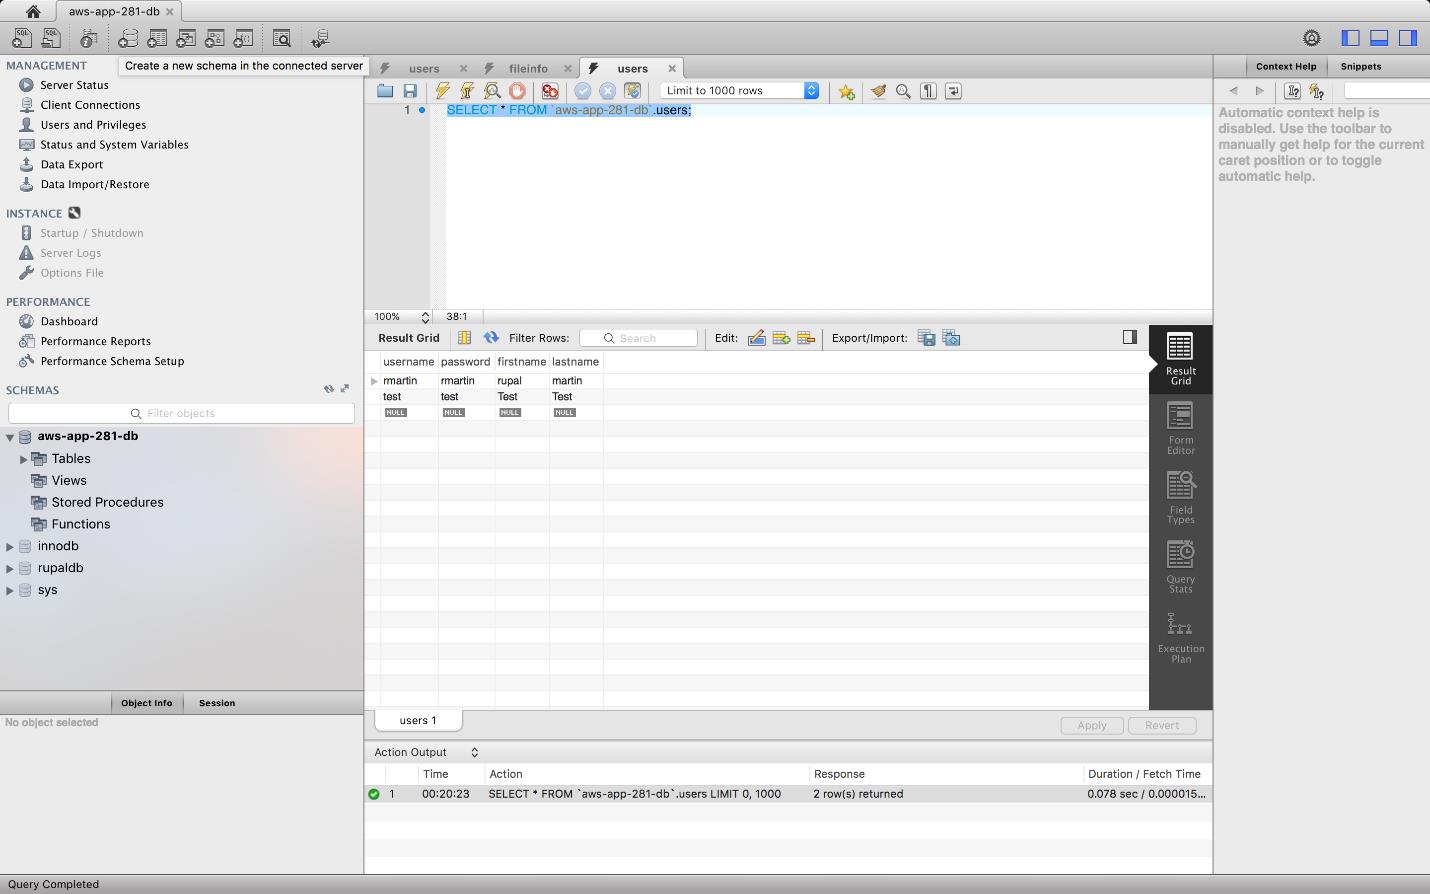 aws-app-281-db
MANAGEMENT
Create a new schema in the connected server
Server Status
Client Connections
Users and Privileges
Status and System Variables
Data Export
Data Import/Restore
INSTANCE
Startup / Shutdown
Server Logs
Options File
PERFORMANCE
Dashboard
Performance Reports
Performance Schema Setup
SCHEMAS
Filter objects
aws-app-281-db
Tables
Views
Stored Procedures
Functions
innodb
rupaldb
sys
Object Info Session
No object selected
users fileinfo users
Limit to 1000 rows
1 SELECT * FROM `aws-app-281-db`.users;
100% 38:1
Result Grid Filter Rows: Search Edit: Export/Import:
username password firstname lastname
rmartin rmartin rupal martin
test test Test Test
NULL NULL NULL NULL
Result
Grid
Form
Editor
Field
Types
Query
Stats
Execution
Plan
users 1
Apply Revert
Action Output
Time Action Response Duration / Fetch Time
1 00:20:23 SELECT * FROM `aws-app-281-db`.users LIMIT 0, 1000 2 row(s) returned 0.078 sec / 0.000015...
Context Help Snippets
Automatic context help is
disabled. Use the toolbar to
manually get help for the current
caret position or to toggle
automatic help.
Query Completed